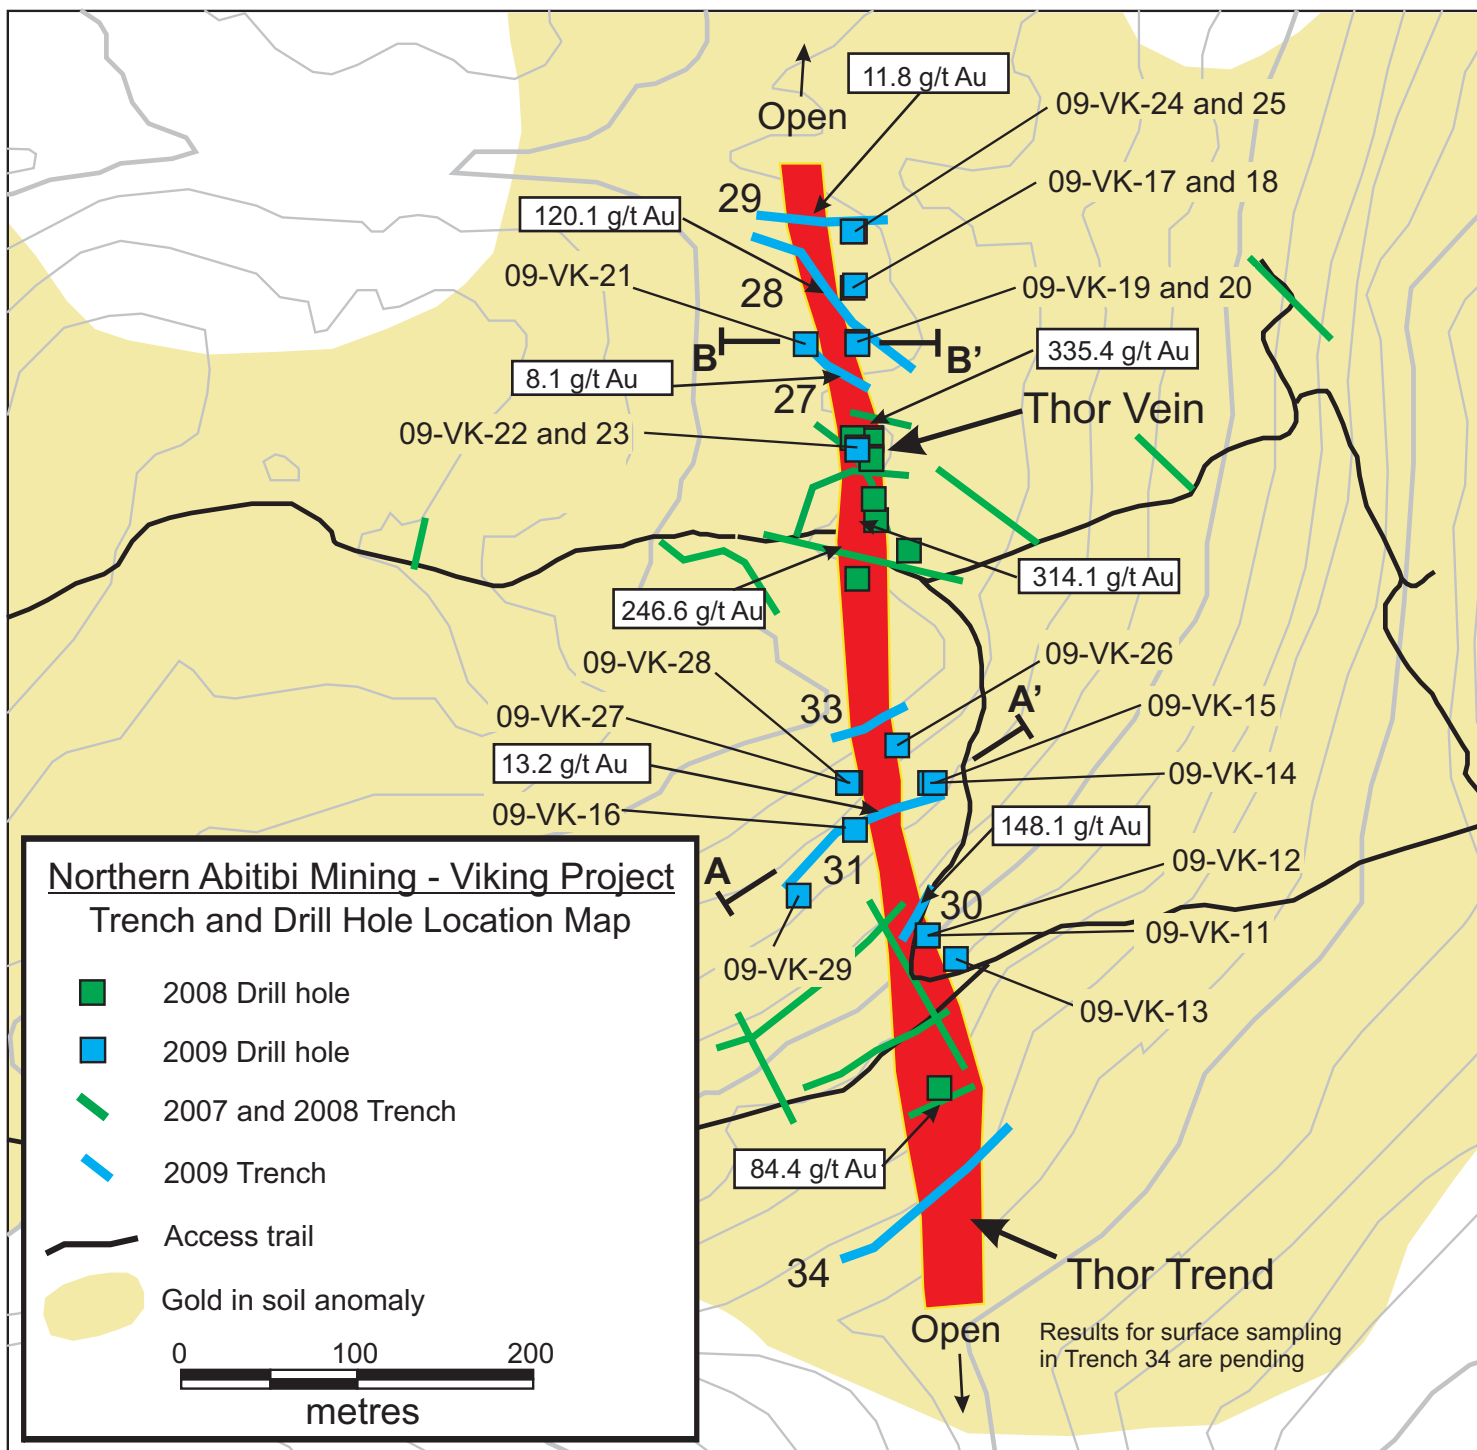 11.8 g/t Au
Open
09-VK-24 and 25
29
09-VK-17 and 18
120.1 g/t Au
09-VK-21
28
09-VK-19 and 20
B
B'
335.4 g/t Au
8.1 g/t Au
27
Thor Vein
09-VK-22 and 23
314.1 g/t Au
246.6 g/t Au
09-VK-28
09-VK-26
33
A'
09-VK-27
09-VK-15
13.2 g/t Au
09-VK-14
09-VK-16
148.1 g/t Au
31
A
09-VK-12
30
09-VK-11
09-VK-29
09-VK-13
84.4 g/t Au
34
Thor Trend
Open
Results for surface sampling
in Trench 34 are pending
Northern Abitibi Mining - Viking Project
Trench and Drill Hole Location Map
2008 Drill hole
2009 Drill hole
2007 and 2008 Trench
2009 Trench
Access trail
Gold in soil anomaly
0 100 200
metres